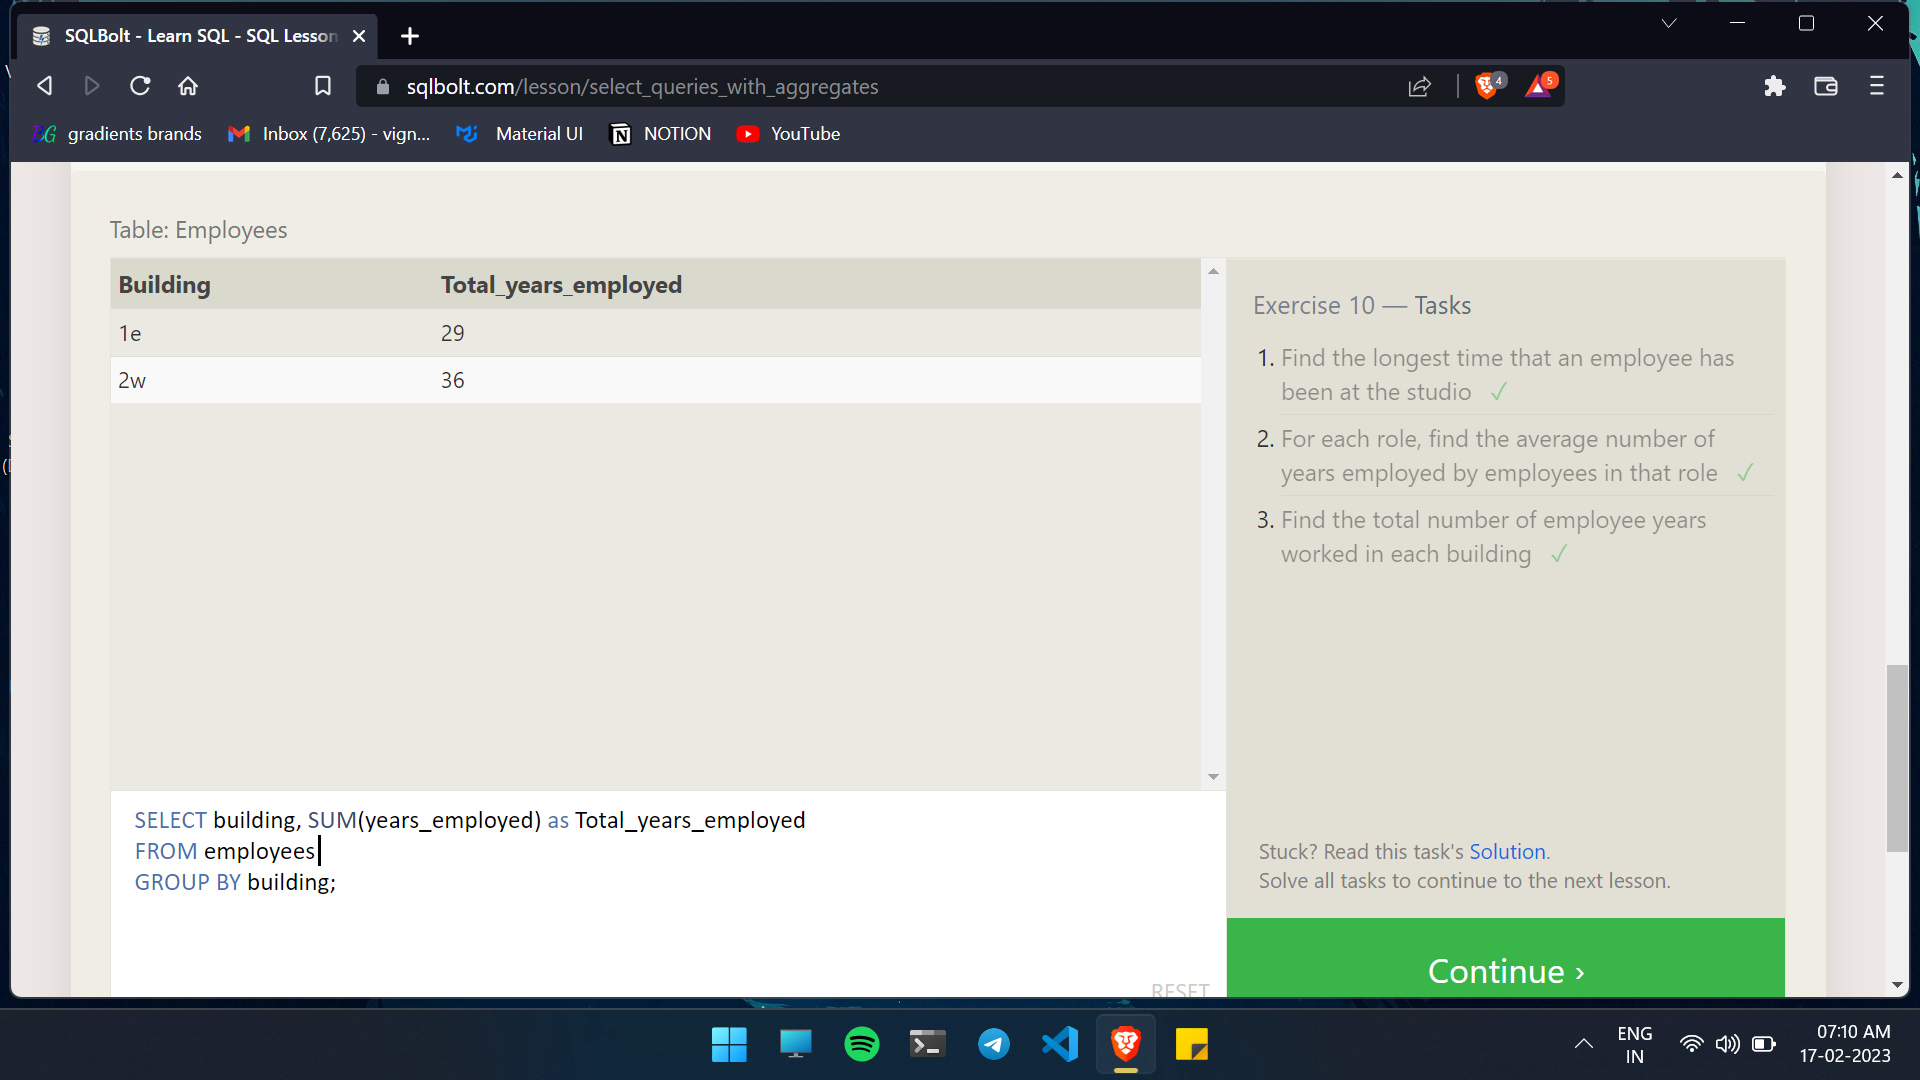 SQLBolt - Learn SQL - SQL Lesson
sqlbolt.com/lesson/select_queries_with_aggregates
4
5
gradients brands
Inbox (7,625) - vign...
Material UI
NOTION
YouTube
Table: Employees
Building Total_years_employed
1e 29
2w 36
Exercise 10 — Tasks
1. Find the longest time that an employee has
been at the studio ✓
2. For each role, find the average number of
years employed by employees in that role ✓
3. Find the total number of employee years
worked in each building ✓
SELECT building, SUM(years_employed) as Total_years_employed
FROM employees
GROUP BY building;
RESET
Stuck? Read this task's Solution.
Solve all tasks to continue to the next lesson.
Continue ›
ENG
IN
07:10 AM
17-02-2023